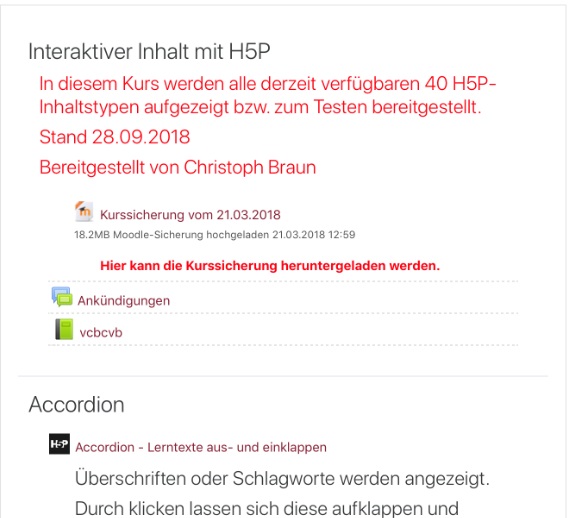 Interaktiver Inhalt mit H5P
In diesem Kurs werden alle derzeit verfügbaren 40 H5P-
Inhaltstypen aufgezeigt bzw. zum Testen bereitgestellt.
Stand 28.09.2018
Bereitgestellt von Christoph Braun
Kurssicherung vom 21.03.2018
18.2MB Moodle-Sicherung hochgeladen 21.03.2018 12:59
Hier kann die Kurssicherung heruntergeladen werden.
Ankündigungen
vcbcvb
Accordion
H-P Accordion - Lerntexte aus- und einklappen
Überschriften oder Schlagworte werden angezeigt.
Durch klicken lassen sich diese aufklappen und